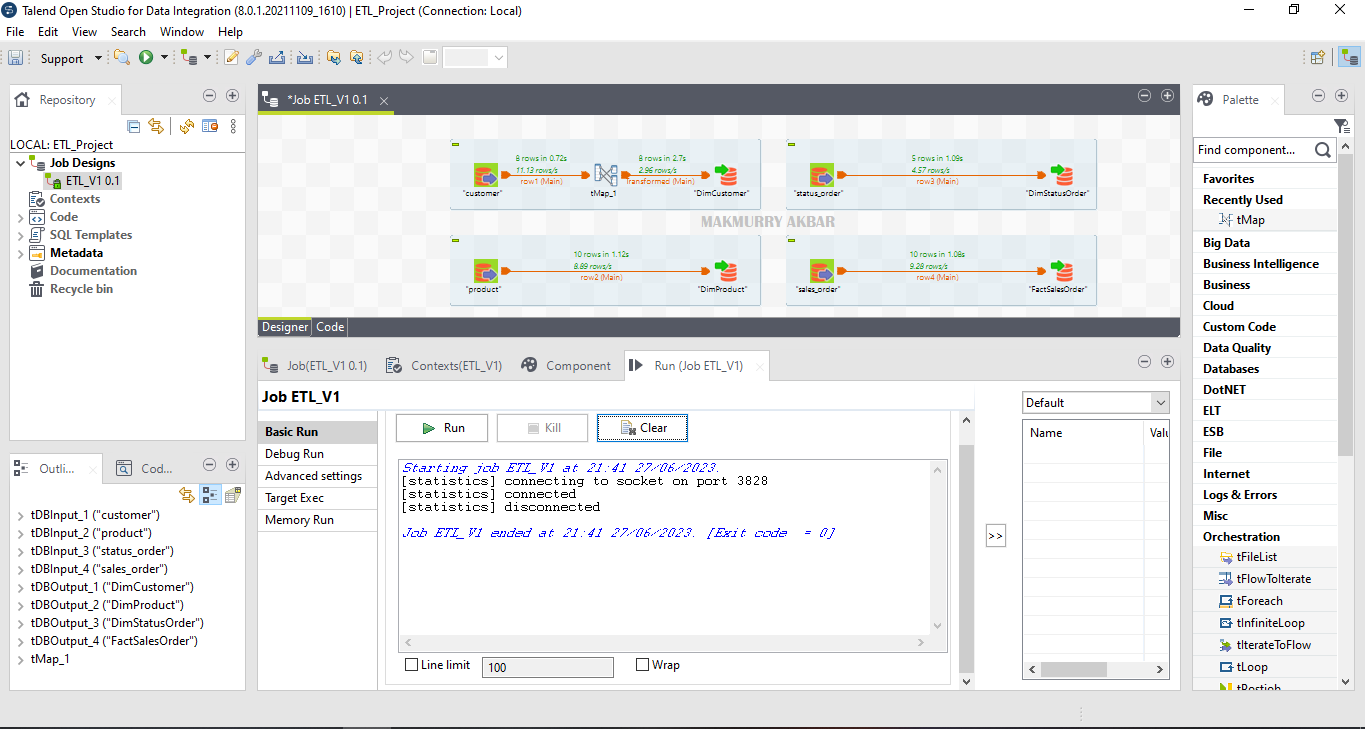 Talend Open Studio for Data Integration (8.0.1.20211109_1610) | ETL_Project (Connection: Local)
File Edit View Search Window Help
Support
Repository
LOCAL: ETL_Project
Job Designs
ETL_V1 0.1
Contexts
Code
SQL Templates
Metadata
Documentation
Recycle bin
*Job ETL_V1 0.1
8 rows in 0.72s
11.13 rows/s
row1 (Main)
8 rows in 2.7s
2.96 rows/s
Transformed (Main)
"customer"
tMap_1
"DimCustomer"
5 rows in 1.09s
4.57 rows/s
row3 (Main)
"status_order"
"DimStatusOrder"
MAKMURRY AKBAR
10 rows in 1.12s
8.89 rows/s
row2 (Main)
"product"
"DimProduct"
10 rows in 1.08s
9.28 rows/s
row4 (Main)
"sales_order"
"FactSalesOrder"
Designer Code
Job(ETL_V1 0.1)
Contexts(ETL_V1)
Component
Run (Job ETL_V1)
Job ETL_V1
Basic Run
Debug Run
Advanced settings
Target Exec
Memory Run
Run
Kill
Clear
Starting job ETL_V1 at 21:41 27/06/2023.
[statistics] connecting to socket on port 3828
[statistics] connected
[statistics] disconnected
Job ETL_V1 ended at 21:41 27/06/2023. [Exit code  = 0]
Line limit
100
Wrap
>>
Default
Name
Valu
Outli...
Cod...
tDBInput_1 ("customer")
tDBInput_2 ("product")
tDBInput_3 ("status_order")
tDBInput_4 ("sales_order")
tDBOutput_1 ("DimCustomer")
tDBOutput_2 ("DimProduct")
tDBOutput_3 ("DimStatusOrder")
tDBOutput_4 ("FactSalesOrder")
tMap_1
Palette
Find component...
Favorites
Recently Used
tMap
Big Data
Business Intelligence
Business
Cloud
Custom Code
Data Quality
Databases
DotNET
ELT
ESB
File
Internet
Logs & Errors
Misc
Orchestration
tFileList
tFlowToIterate
tForeach
tInfiniteLoop
tIterateToFlow
tLoop